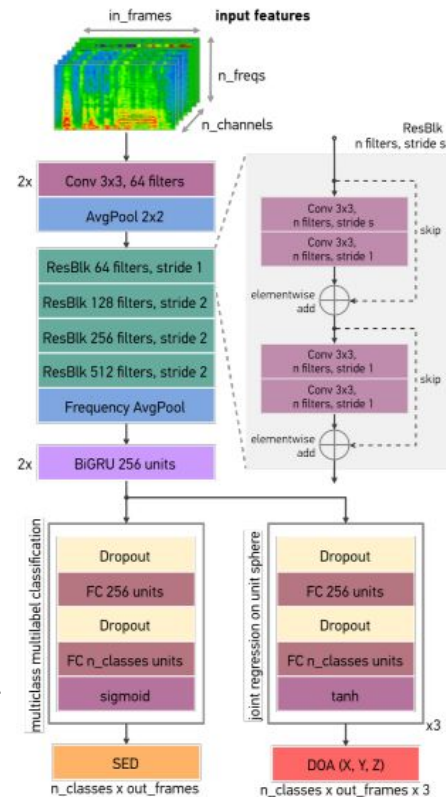 in_frames
input features
n_freqs
n_channels
ResBlk
n filters, stride s
2x
Conv 3x3, 64 filters
AvgPool 2x2
ResBlk 64 filters, stride 1
ResBlk 128 filters, stride 2
ResBlk 256 filters, stride 2
ResBlk 512 filters, stride 2
Frequency AvgPool
2x
BiGRU 256 units
Conv 3x3,
n filters, stride s
Conv 3x3,
n filters, stride 1
skip
elementwise
add
Conv 3x3,
n filters, stride 1
Conv 3x3,
n filters, stride 1
skip
elementwise
add
multiclass multilabel classification
Dropout
FC 256 units
Dropout
FC n_classes units
sigmoid
SED
n_classes x out_frames
joint regression on unit sphere
Dropout
FC 256 units
Dropout
FC n_classes units
tanh
x3
DOA (X, Y, Z)
n_classes x out_frames x 3